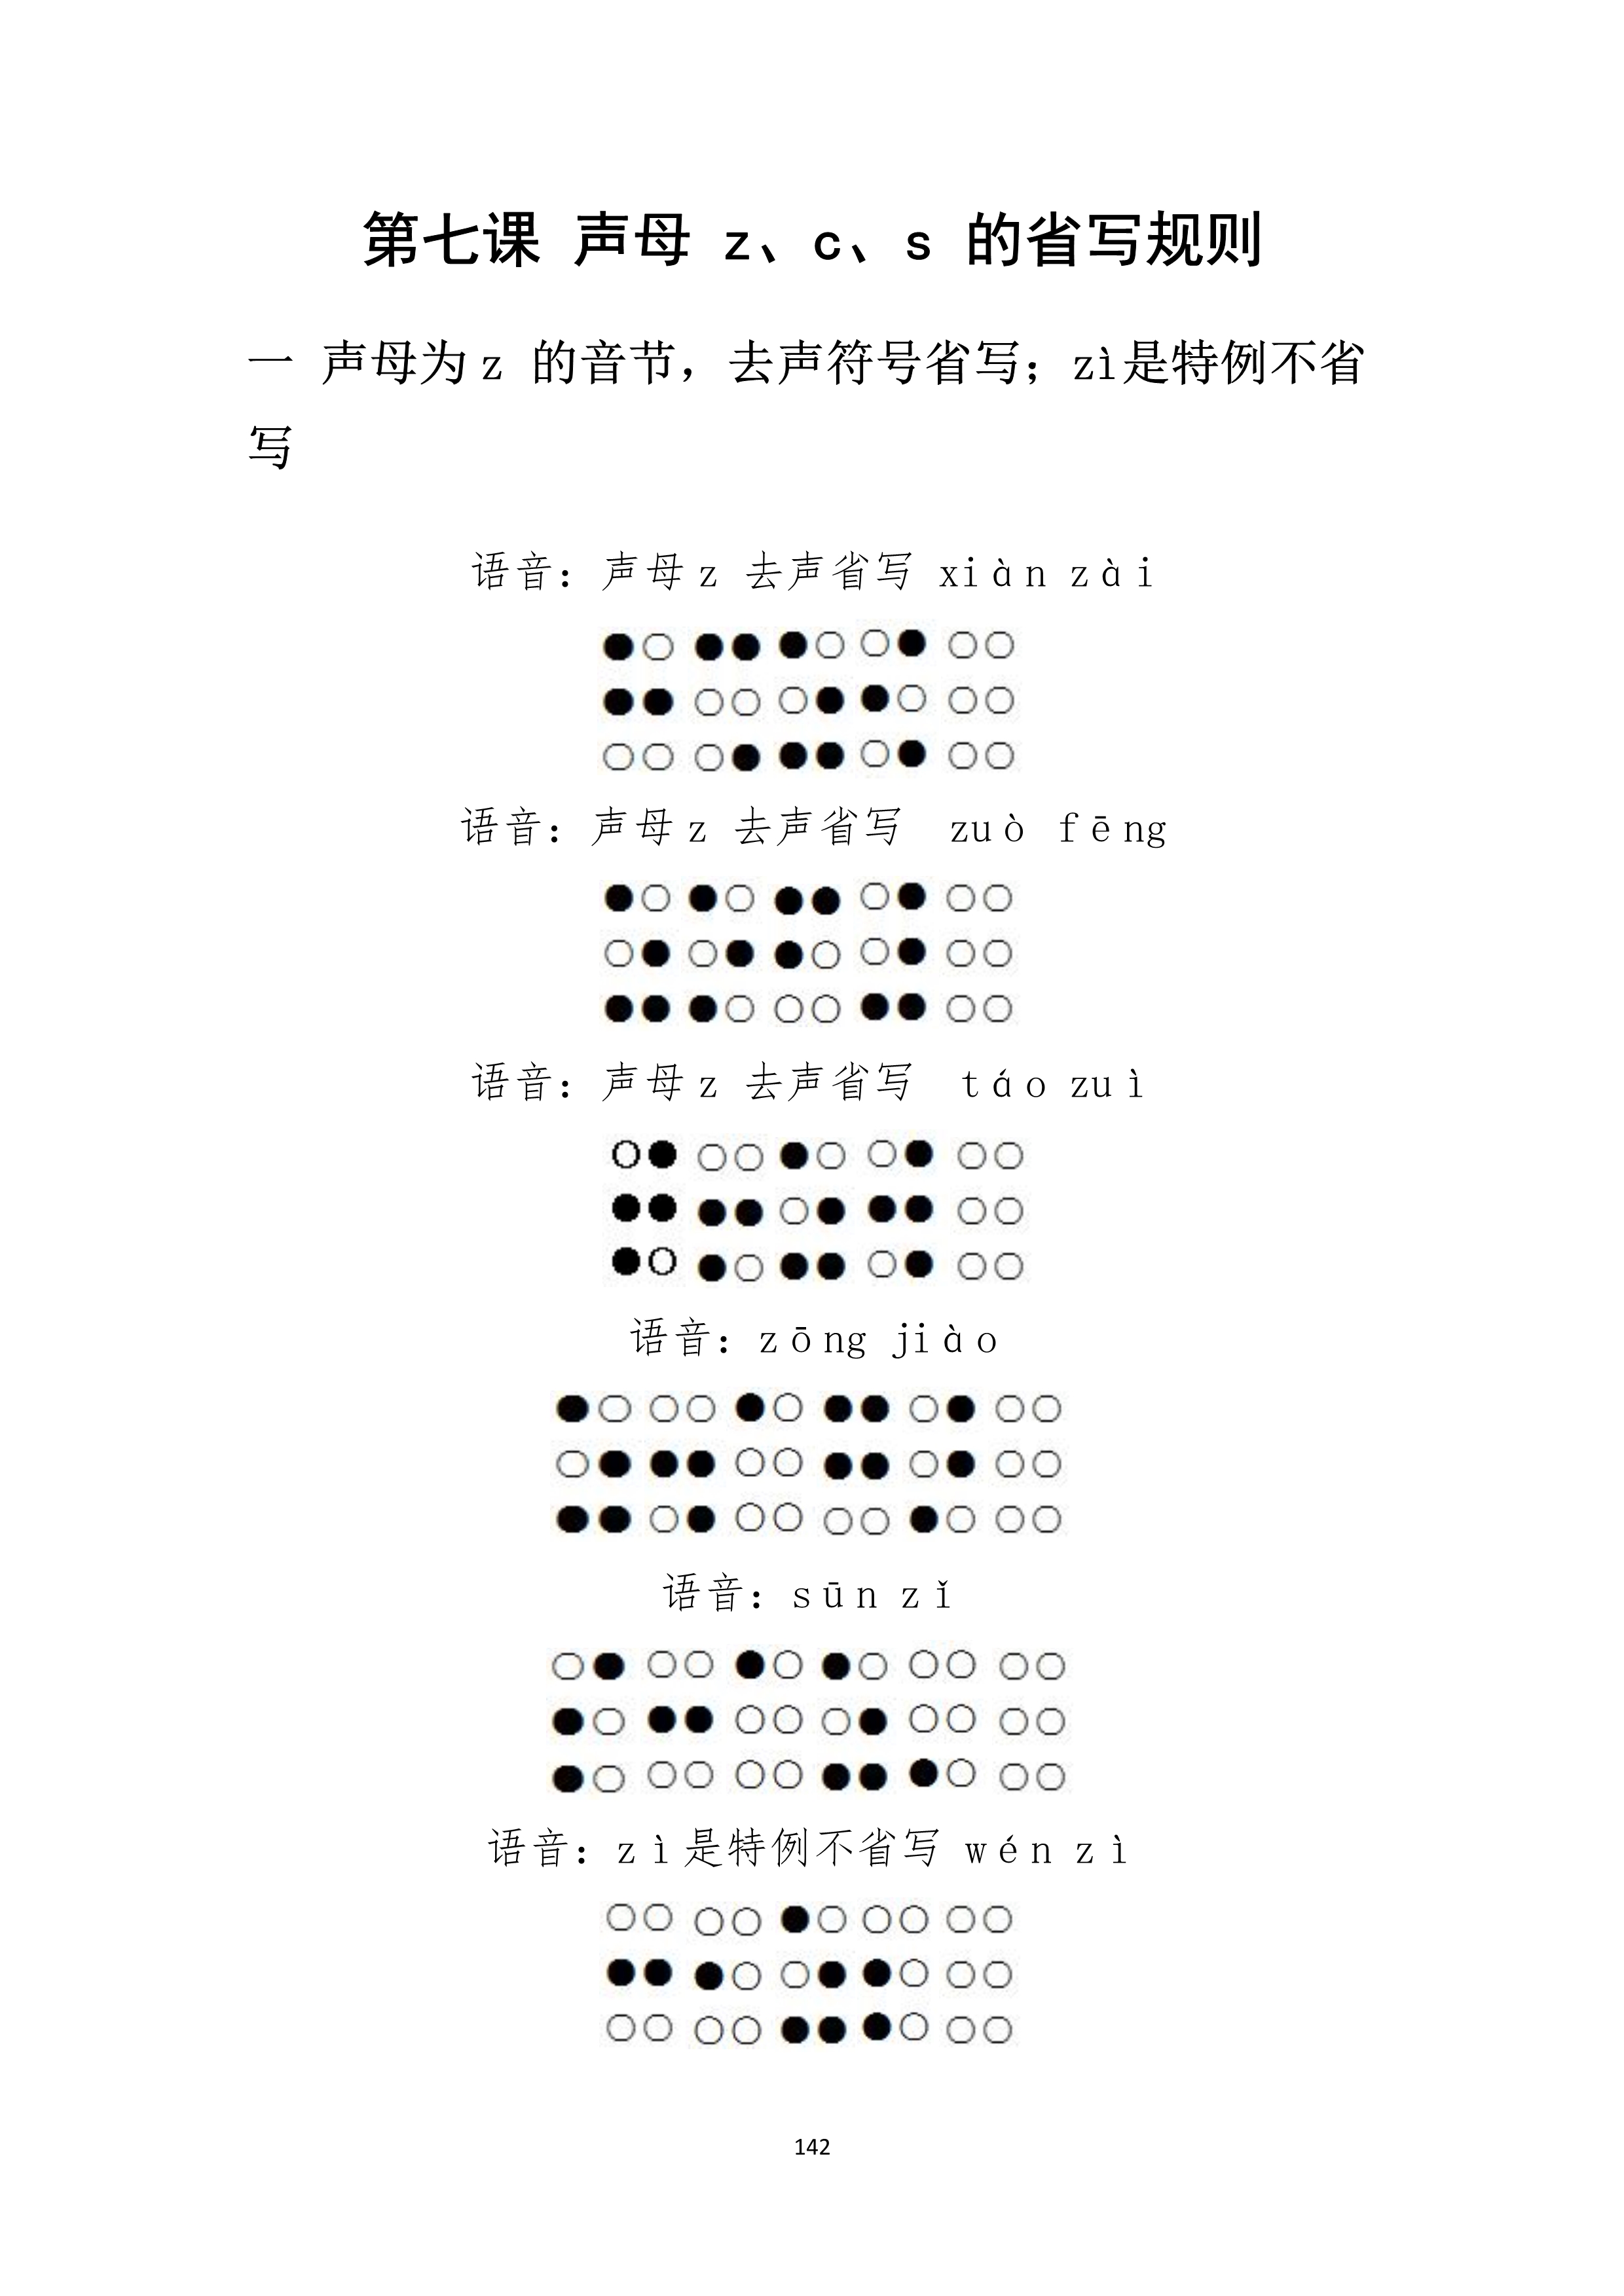 第七课 声母 z、c、s 的省写规则
一 声母为 z 的音节，去声符号省写；zì是特例不省
写
语音：声母 z 去声省写 xiàn zài
⠓⠩⠵⠪⠀
语音：声母 z 去声省写 zuò fēng
⠵⠕⠋⠼⠀
语音：声母 z 去声省写 táo zuì
⠞⠖⠵⠺⠀
语音：zōng jiào
⠵⠲⠁⠛⠜⠀
语音：sūn zǐ
⠎⠒⠁⠵⠄⠀
语音：zì是特例不省写 wén zì
⠒⠂⠵⠆⠀
142